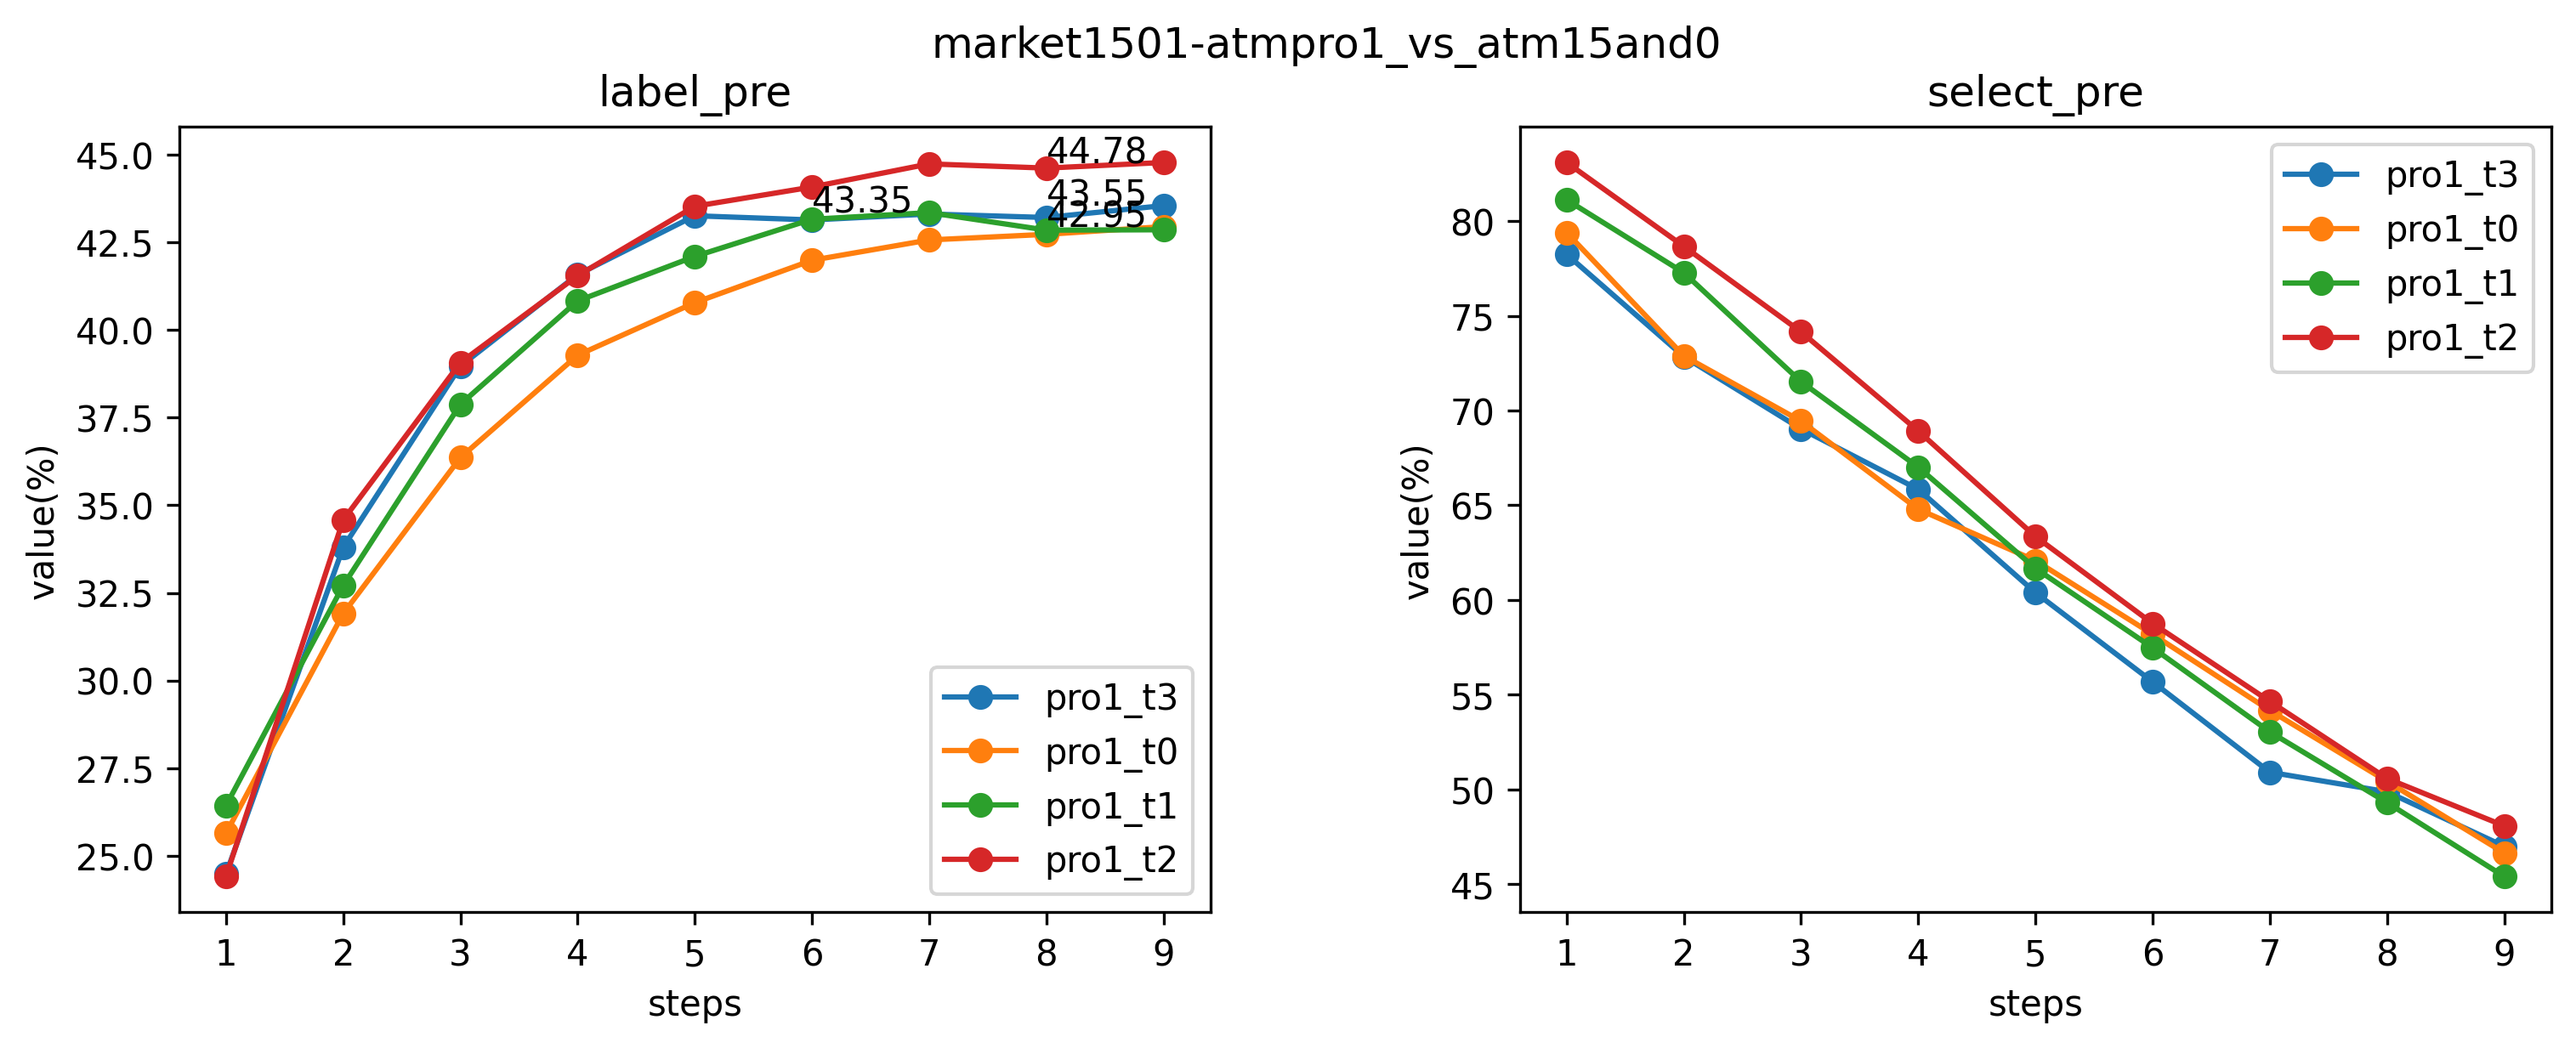 market1501-atmpro1_vs_atm15and0
label_pre
value(%)
45.0
42.5
40.0
37.5
35.0
32.5
30.0
27.5
25.0
44.78
43.55
43.35
42.95
pro1_t3
pro1_t0
pro1_t1
pro1_t2
1 2 3 4 5 6 7 8 9
steps
select_pre
value(%)
80
75
70
65
60
55
50
45
pro1_t3
pro1_t0
pro1_t1
pro1_t2
1 2 3 4 5 6 7 8 9
steps